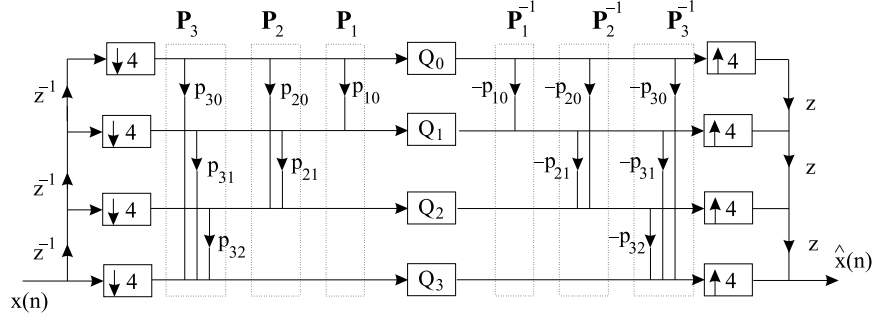 P₃ P₂ P₁ P₁⁻¹ P₂⁻¹ P₃⁻¹
↓4 Q₀ ↑4
z⁻¹ p₃₀ p₂₀ p₁₀ –p₁₀ –p₂₀ –p₃₀ z
↓4 Q₁ ↑4
z⁻¹ p₃₁ p₂₁ –p₂₁ –p₃₁ z
↓4 Q₂ ↑4
z⁻¹ p₃₂ –p₃₂ z
↓4 Q₃ ↑4
x(n) x̂(n)